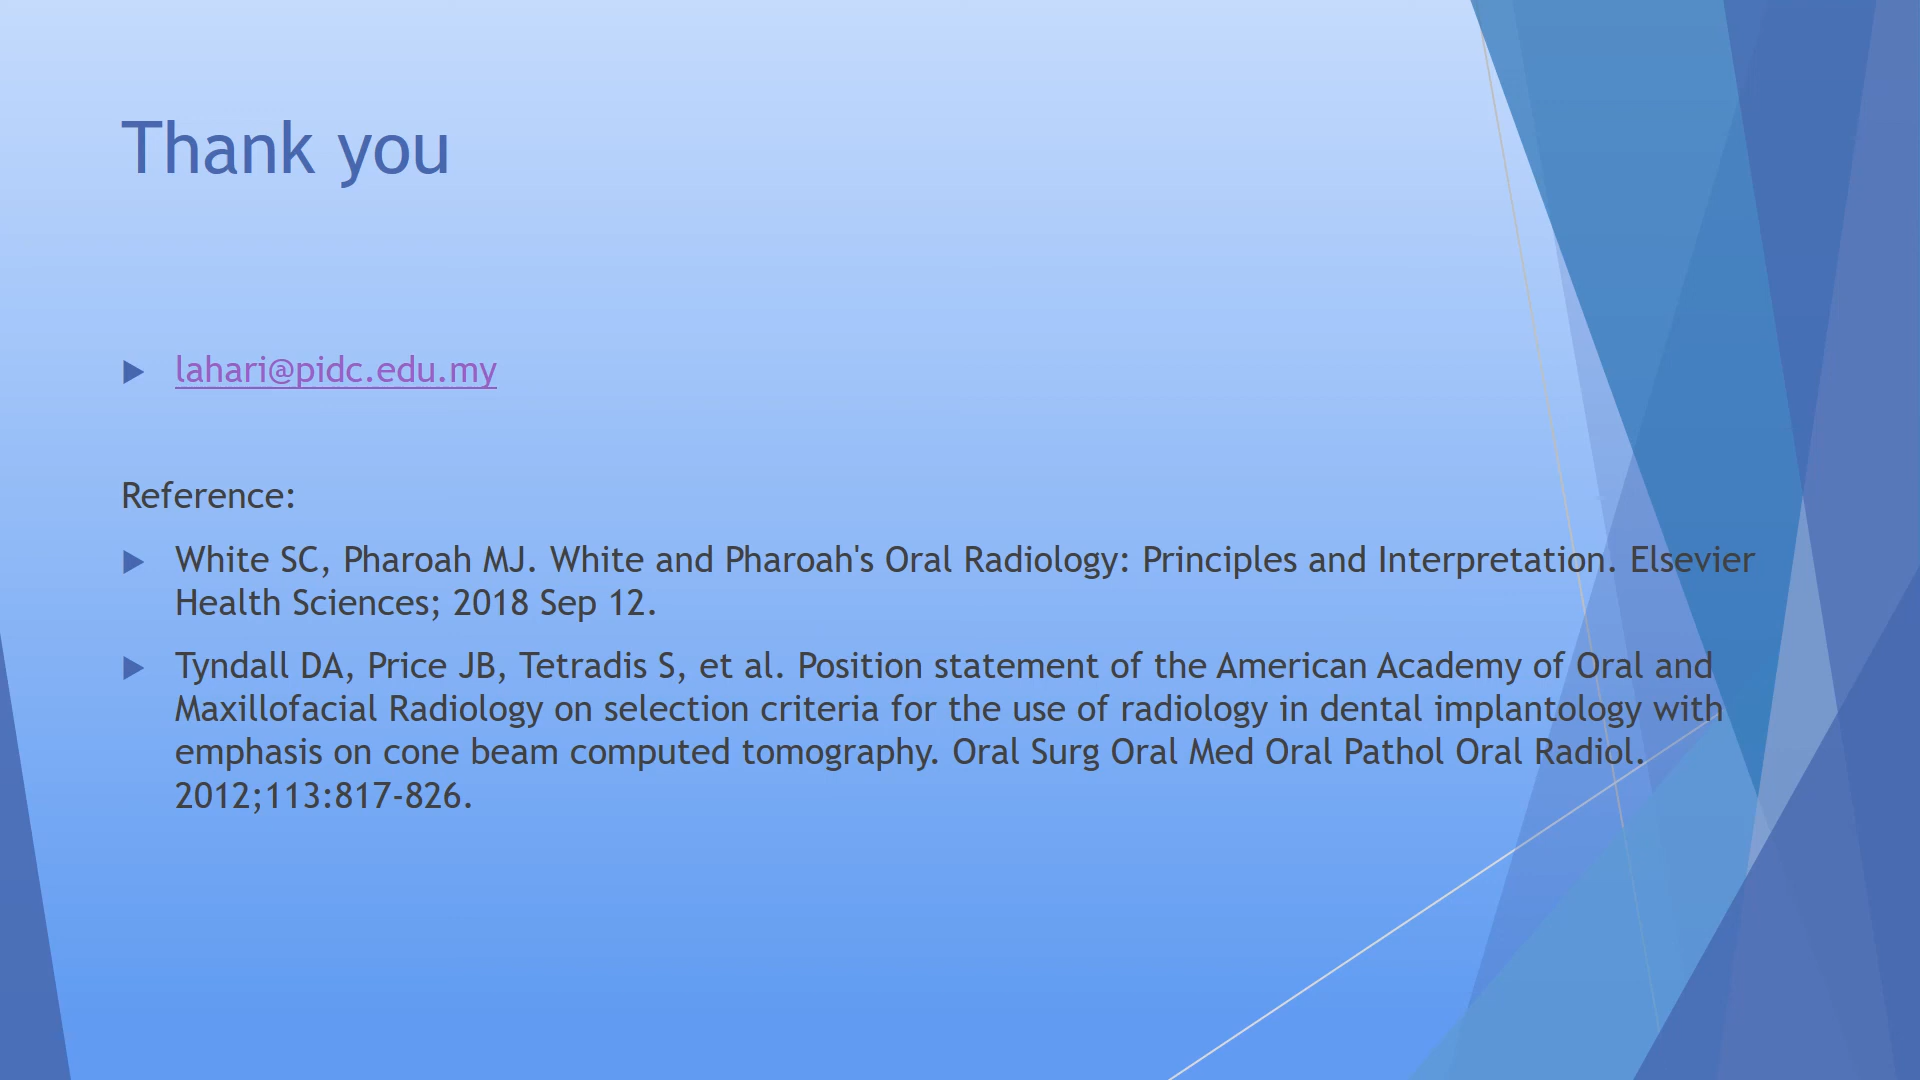 Thank you
lahari@pidc.edu.my
Reference:
White SC, Pharoah MJ. White and Pharoah's Oral Radiology: Principles and Interpretation. Elsevier
Health Sciences; 2018 Sep 12.
Tyndall DA, Price JB, Tetradis S, et al. Position statement of the American Academy of Oral and
Maxillofacial Radiology on selection criteria for the use of radiology in dental implantology with
emphasis on cone beam computed tomography. Oral Surg Oral Med Oral Pathol Oral Radiol.
2012;113:817-826.